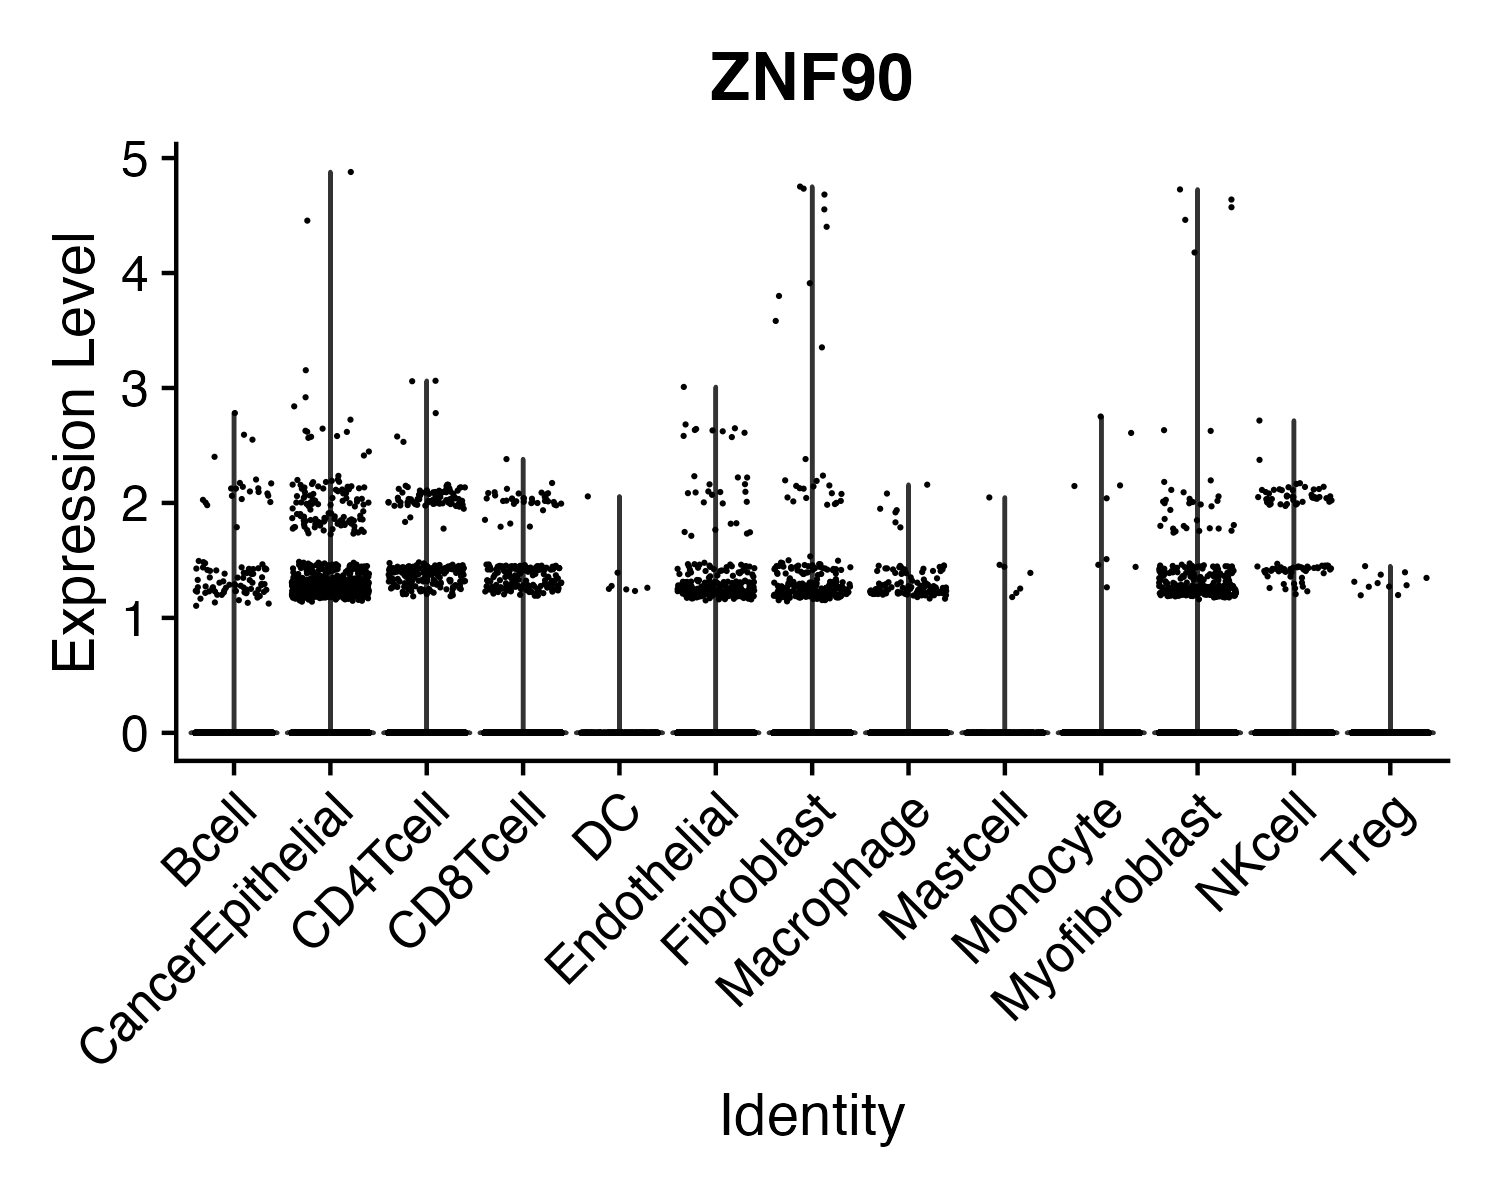 ZNF90
Expression Level
5
4
3
2
1
0
Bcell
CancerEpithelial
CD4Tcell
CD8Tcell
DC
Endothelial
Fibroblast
Macrophage
Mastcell
Monocyte
Myofibroblast
NKcell
Treg
Identity